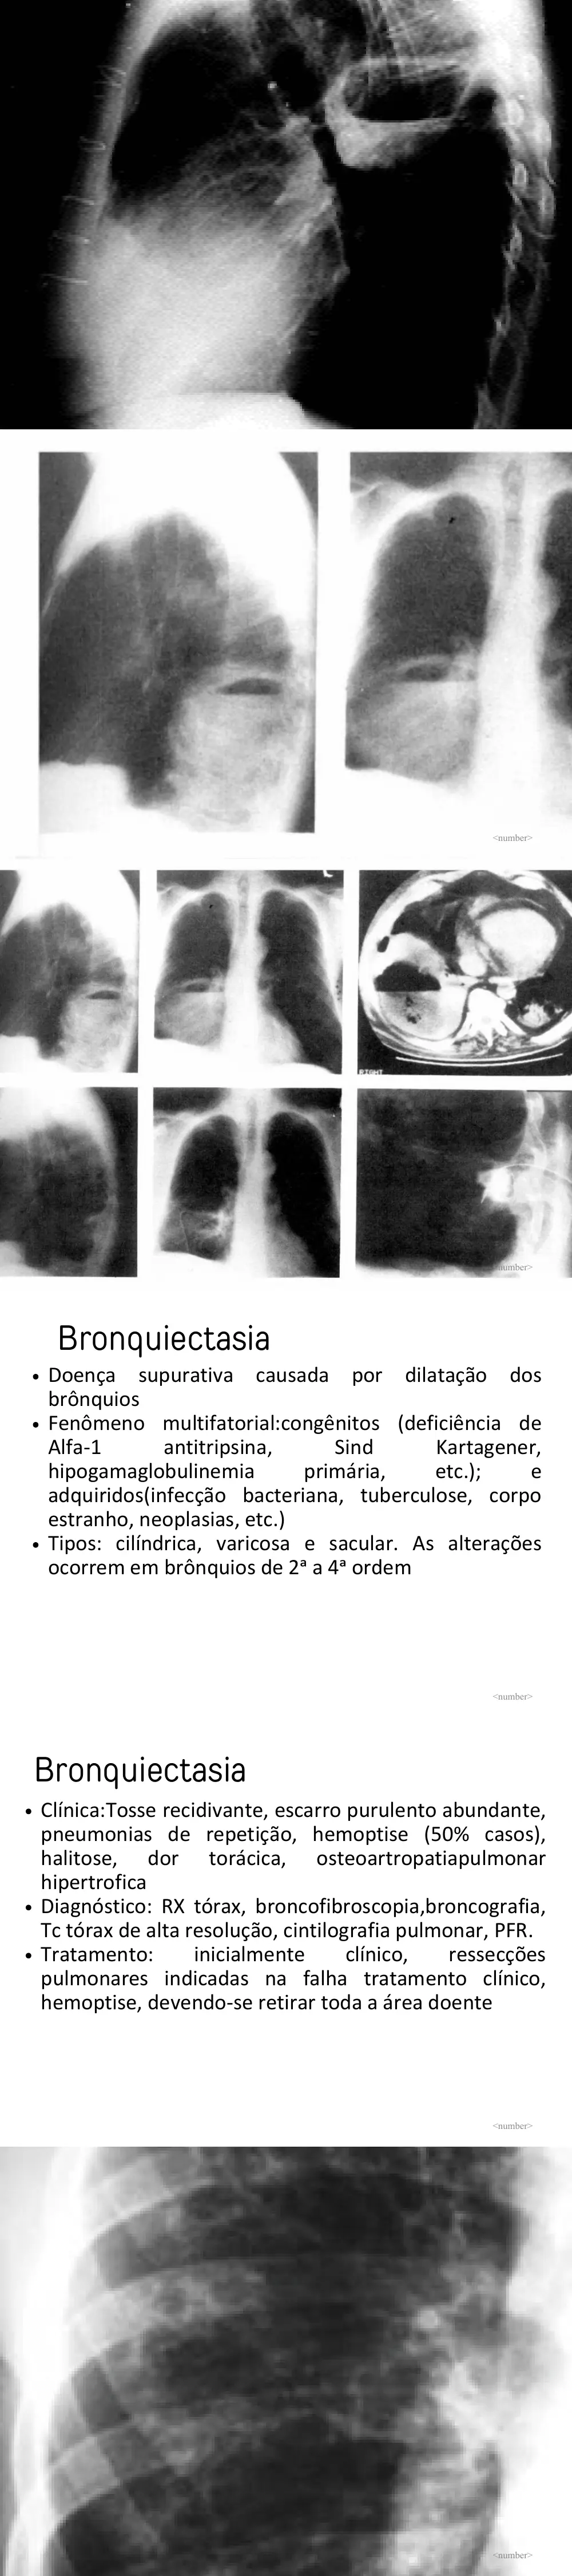 <number>
RIGHT
number>
Bronquiectasia
• Doença supurativa causada por dilatação dos
brônquios
• Fenômeno multifatorial:congênitos (deficiência de
Alfa-1 antitripsina, Sind Kartagener,
hipogamaglobulinemia primária, etc.); e
adquiridos(infecção bacteriana, tuberculose, corpo
estranho, neoplasias, etc.)
• Tipos: cilíndrica, varicosa e sacular. As alterações
ocorrem em brônquios de 2ª a 4ª ordem
<number>
Bronquiectasia
• Clínica:Tosse recidivante, escarro purulento abundante,
pneumonias de repetição, hemoptise (50% casos),
halitose, dor torácica, osteoartropatiapulmonar
hipertrofica
• Diagnóstico: RX tórax, broncofibroscopia,broncografia,
Tc tórax de alta resolução, cintilografia pulmonar, PFR.
• Tratamento: inicialmente clínico, ressecções
pulmonares indicadas na falha tratamento clínico,
hemoptise, devendo-se retirar toda a área doente
<number>
<number>